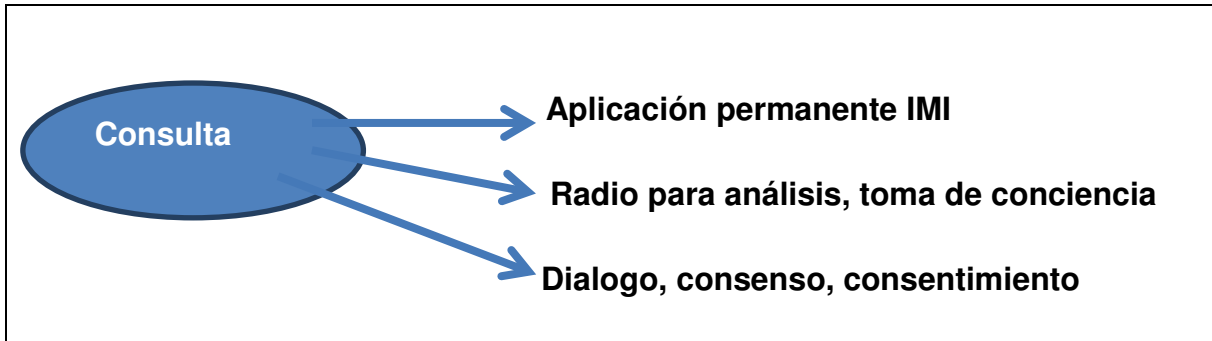 Consulta
Aplicación permanente IMI
Radio para análisis, toma de conciencia
Dialogo, consenso, consentimiento